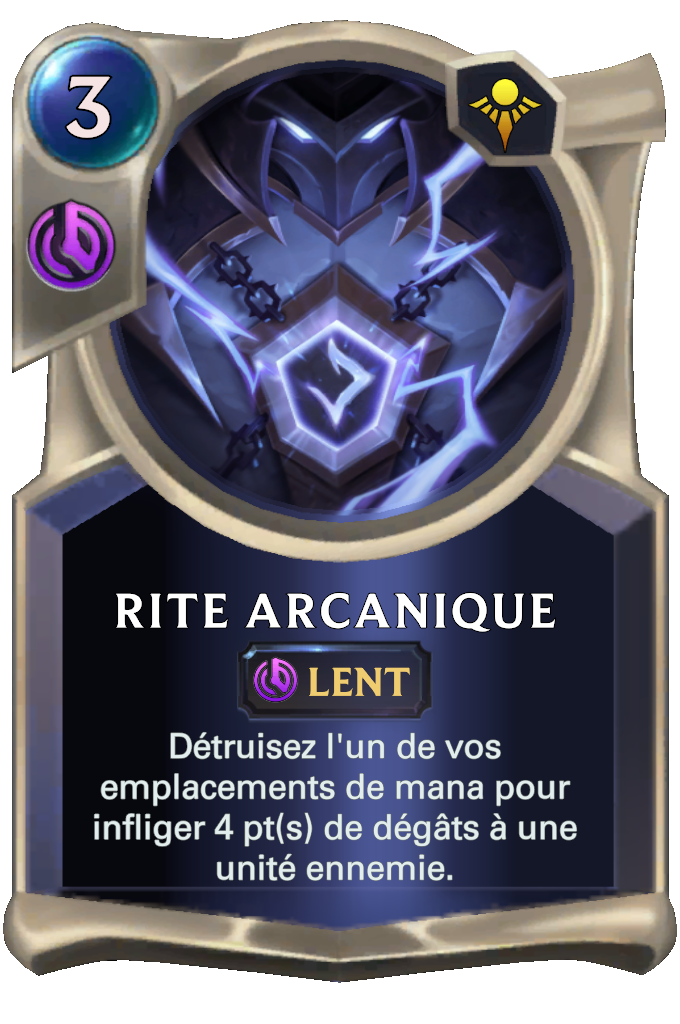 3
RITE ARCANIQUE
LENT
Détruisez l'un de vos
emplacements de mana pour
infliger 4 pt(s) de dégâts à une
unité ennemie.